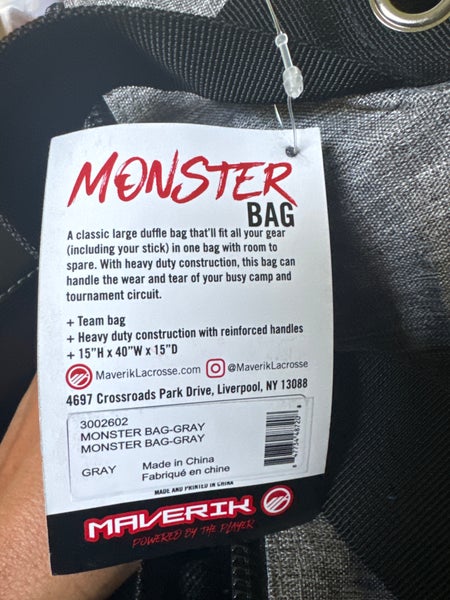 MONSTER
BAG
A classic large duffle bag that'll fit all your gear
(including your stick) in one bag with room to
spare. With heavy duty construction, this bag can
handle the wear and tear of your busy camp and
tournament circuit.
+ Team bag
+ Heavy duty construction with reinforced handles
+ 15"H x 40"W x 15"D
MaverikLacrosse.com @MaverikLacrosse
4697 Crossroads Park Drive, Liverpool, NY 13088
3002602
MONSTER BAG-GRAY
MONSTER BAG-GRAY
GRAY Made in China
Fabriqué en chine
MADE AND PRINTED IN CHINA
MAVERIK
POWERED BY THE PLAYER